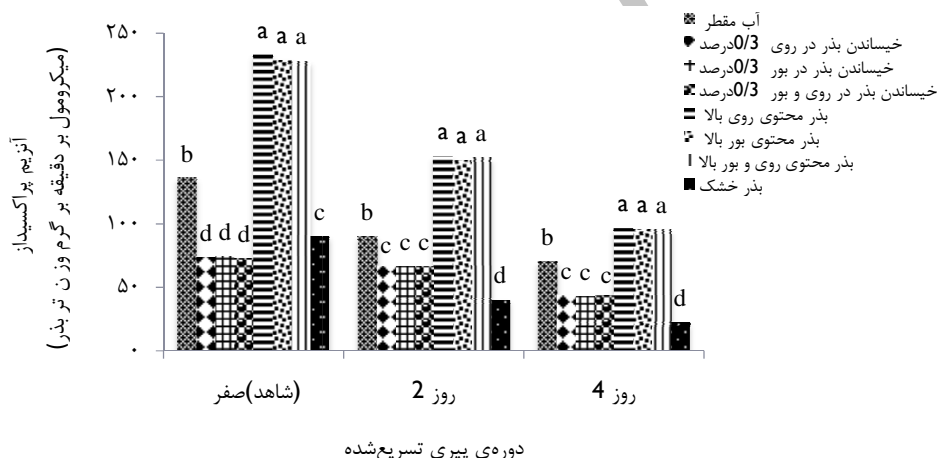 آنزیم پراکسیداز
(میکرومول بر دقیقه بر گرم وز ن تر بذر)
۲۵۰
۲۰۰
۱۵۰
۱۰۰
۵۰
۰
b d d d a a a c
b c c c a a a d
b c c c a a a d
(شاهد)صفر
2 روز
4 روز
دوره‌ی پیری تسریع‌شده
آب مقطر
خیساندن بذر در روی 0/3درصد
خیساندن بذر در بور 0/3درصد
خیساندن بذر در روی و بور 0/3درصد
بذر محتوی روی بالا
بذر محتوی بور بالا
بذر محتوی روی و بور بالا
بذر خشک